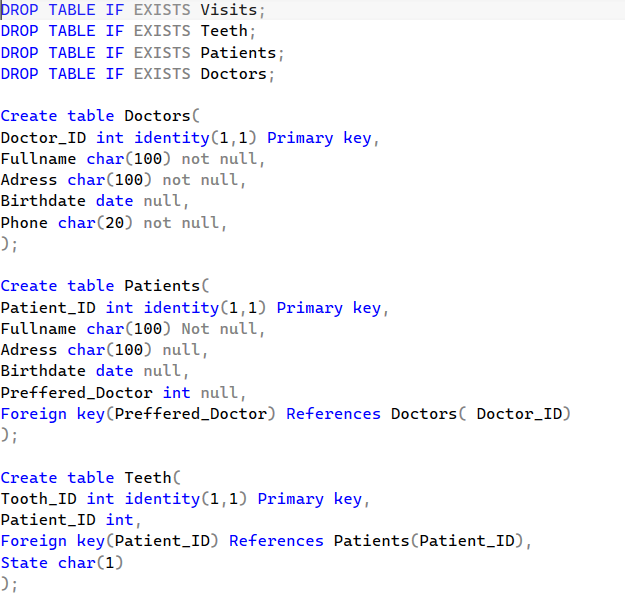 DROP TABLE IF EXISTS Visits;
DROP TABLE IF EXISTS Teeth;
DROP TABLE IF EXISTS Patients;
DROP TABLE IF EXISTS Doctors;

Create table Doctors(
Doctor_ID int identity(1,1) Primary key,
Fullname char(100) not null,
Adress char(100) not null,
Birthdate date null,
Phone char(20) not null,
);

Create table Patients(
Patient_ID int identity(1,1) Primary key,
Fullname char(100) Not null,
Adress char(100) null,
Birthdate date null,
Preffered_Doctor int null,
Foreign key(Preffered_Doctor) References Doctors( Doctor_ID)
);

Create table Teeth(
Tooth_ID int identity(1,1) Primary key,
Patient_ID int,
Foreign key(Patient_ID) References Patients(Patient_ID),
State char(1)
);